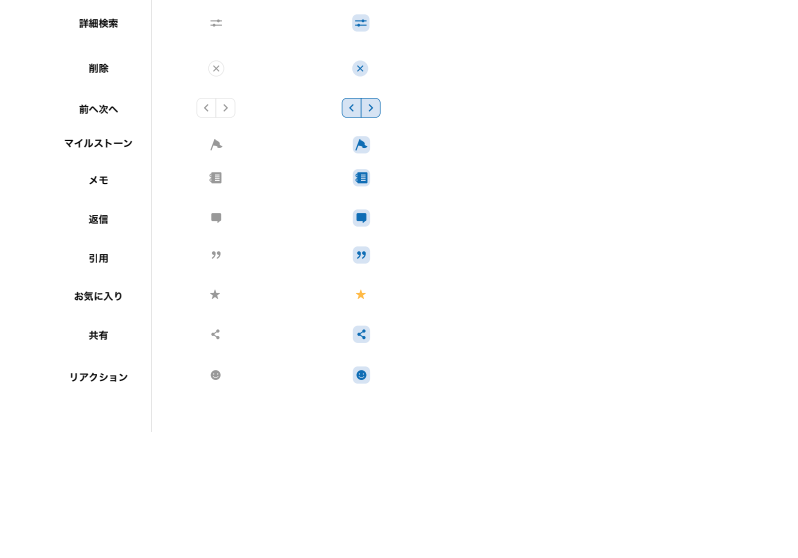 詳細検索
削除
前へ次へ
マイルストーン
メモ
返信
引用
お気に入り
共有
リアクション